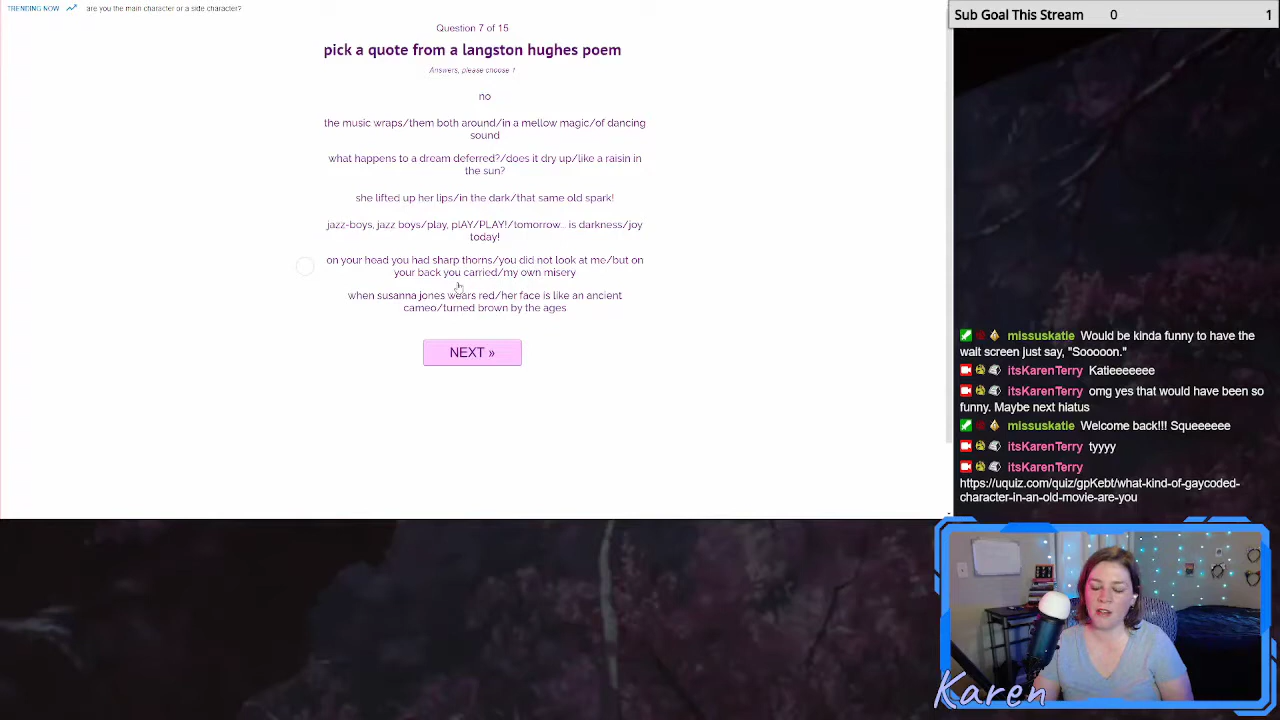 TRENDING NOW are you the main character or a side character?
Question 7 of 15
pick a quote from a langston hughes poem
Answers, please choose 1
no
the music wraps/them both around/in a mellow magic/of dancing
sound
what happens to a dream deferred?/does it dry up/like a raisin in
the sun?
she lifted up her lips/in the dark/that same old spark!
jazz-boys, jazz boys/play, plAY/PLAY!/tomorrow... is darkness/joy
today!
on your head you had sharp thorns/you did not look at me/but on
your back you carried/my own misery
when susanna jones wears red/her face is like an ancient
cameo/turned brown by the ages
NEXT »
Sub Goal This Stream 0 1
missuskatie Would be kinda funny to have the
wait screen just say, "Sooooon."
itsKarenTerry Katieeeeeee
itsKarenTerry omg yes that would have been so
funny. Maybe next hiatus
missuskatie Welcome back!!! Squeeeeee
itsKarenTerry tyyyy
itsKarenTerry
https://uquiz.com/quiz/gpKebt/what-kind-of-gaycoded-
character-in-an-old-movie-are-you
Karen